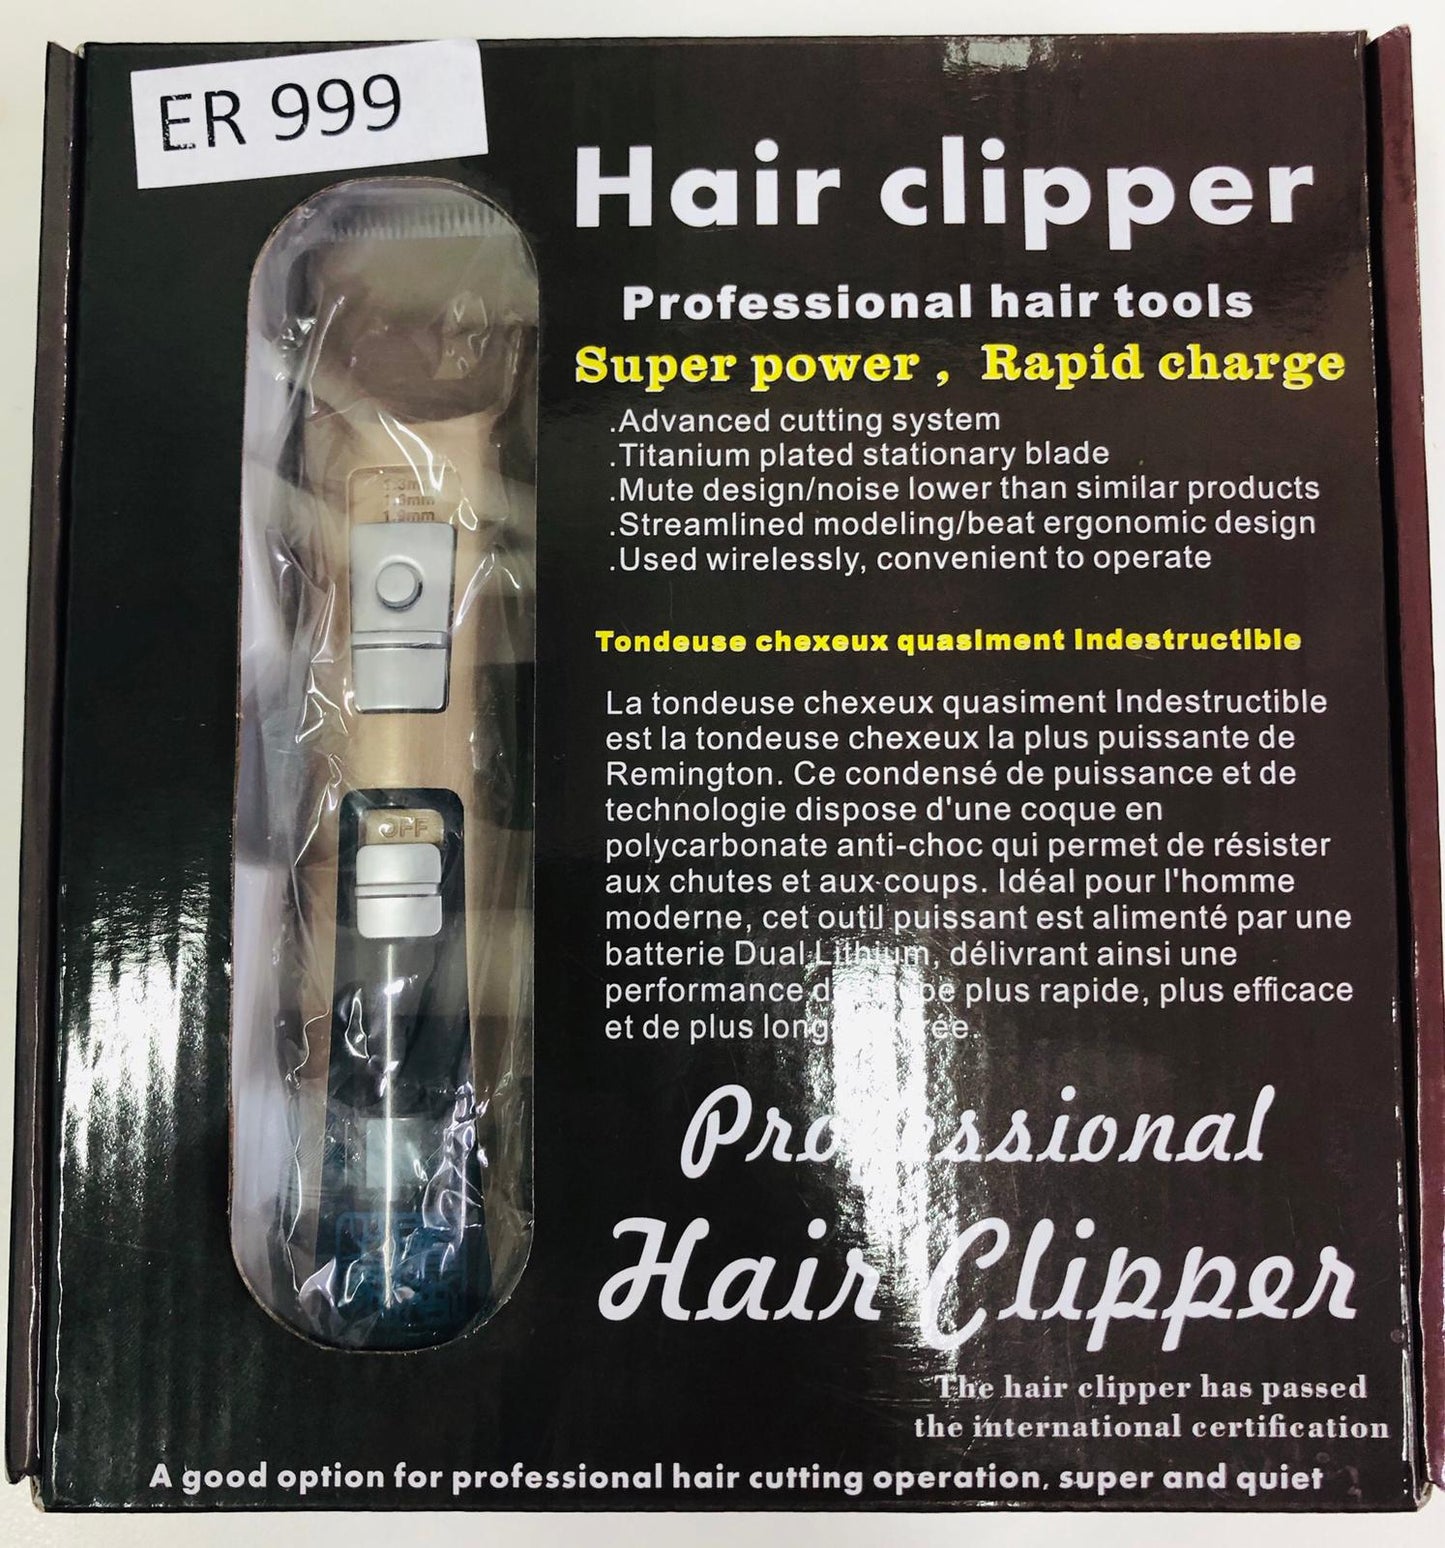 ER 999
Hair clipper
Professional hair tools
Super power , Rapid charge
.Advanced cutting system
.Titanium plated stationary blade
.Mute design/noise lower than similar products
.Streamlined modeling/beat ergonomic design
.Used wirelessly, convenient to operate
1.6mm
1.9mm
OFF
Tondeuse chexeux quasiment Indestructible
La tondeuse chexeux quasiment Indestructible
est la tondeuse chexeux la plus puissante de
Remington. Ce condensé de puissance et de
technologie dispose d'une coque en
polycarbonate anti-choc qui permet de résister
aux chutes et aux coups. Idéal pour l'homme
moderne, cet outil puissant est alimenté par une
batterie Dual Lithium, délivrant ainsi une
performance plus rapide, plus efficace
et de plus
Professional
Hair Clipper
The hair clipper has passed
the international certification
A good option for professional hair cutting operation, super and quiet